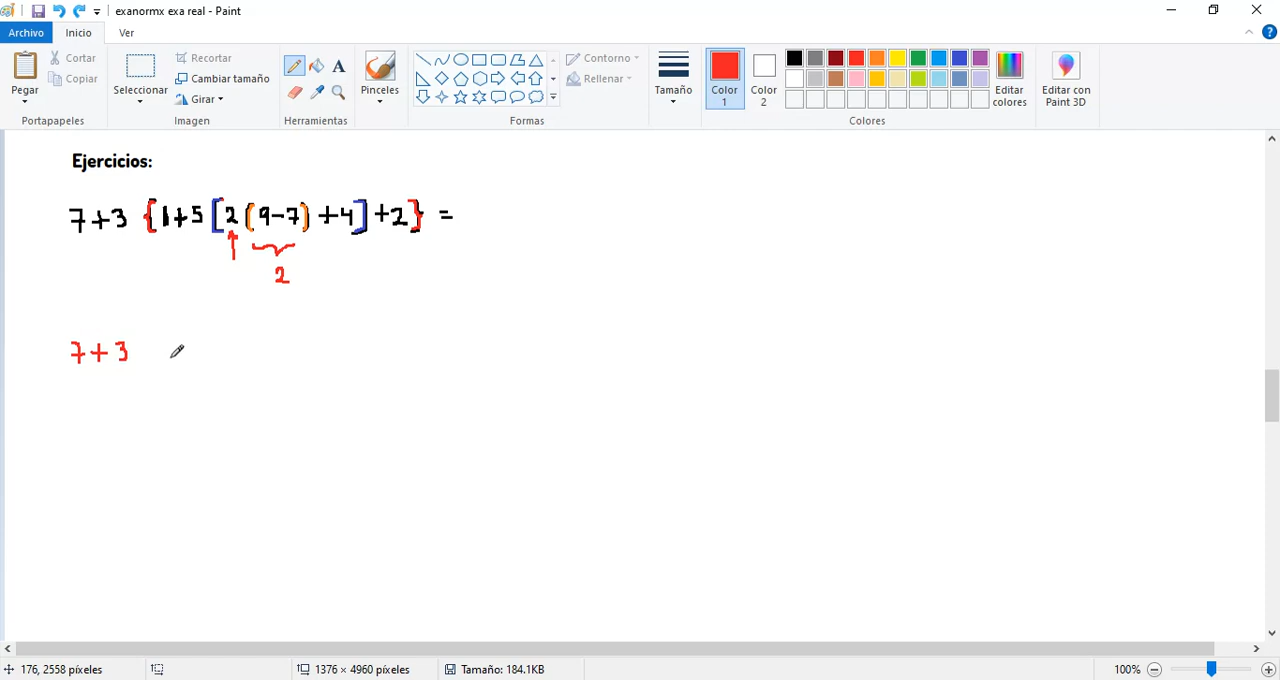 exanormx exa real - Paint
Archivo Inicio Ver
Pegar
Cortar
Copiar
Portapapeles
Seleccionar
Recortar
Cambiar tamaño
Girar
Imagen
A
Herramientas
Pinceles
Contorno
Rellenar
Formas
Tamaño
Color 1
Color 2
Editar colores
Editar con Paint 3D
Colores
Ejercicios:
7+3 {1+5[2(9-7)+4]+2} =
2
7+3
176, 2558 píxeles
1376 × 4960 píxeles
Tamaño: 184.1KB
100%